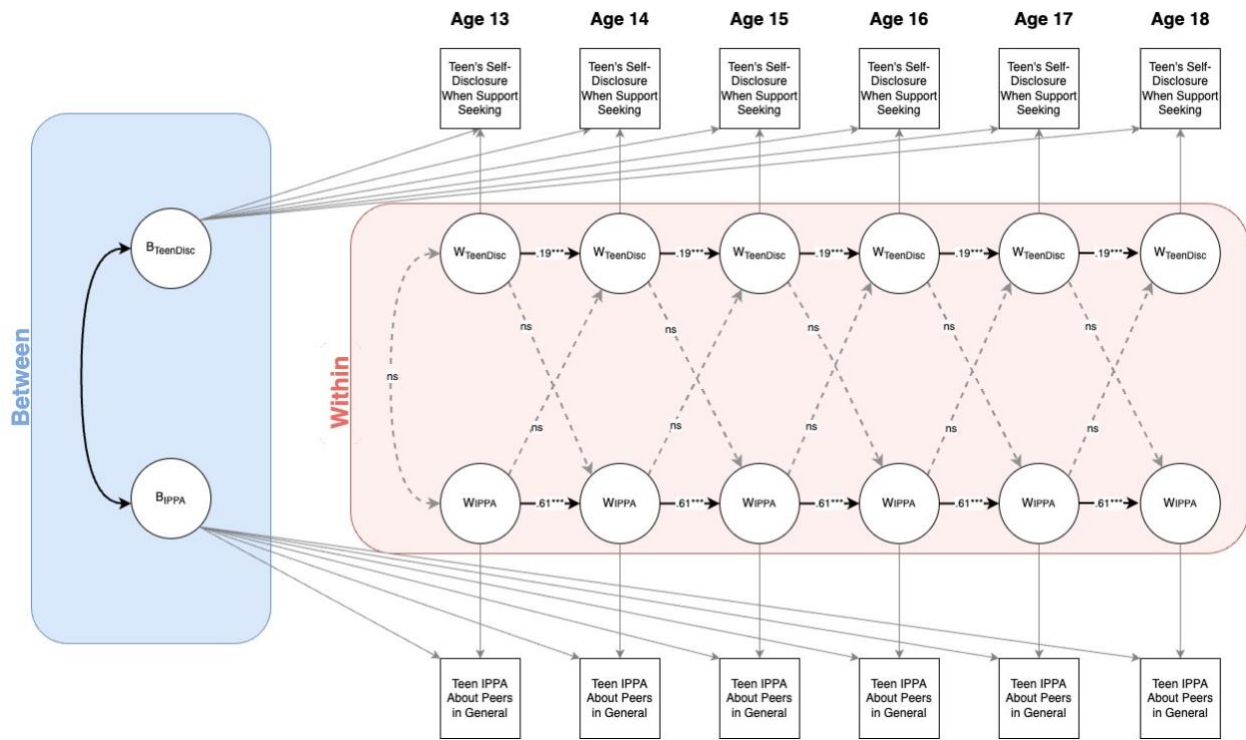 Age 13
Age 14
Age 15
Age 16
Age 17
Age 18
Teen's Self-
Disclosure
When Support
Seeking
Teen's Self-
Disclosure
When Support
Seeking
Teen's Self-
Disclosure
When Support
Seeking
Teen's Self-
Disclosure
When Support
Seeking
Teen's Self-
Disclosure
When Support
Seeking
Teen's Self-
Disclosure
When Support
Seeking
Between
BTeenDisc
BIPPA
Within
WTeenDisc
.19***
WTeenDisc
.19***
WTeenDisc
.19***
WTeenDisc
.19***
WTeenDisc
.19***
WTeenDisc
ns
ns
ns
ns
ns
ns
ns
ns
ns
ns
ns
WIPPA
.61***
WIPPA
.61***
WIPPA
.61***
WIPPA
.61***
WIPPA
.61***
WIPPA
Teen IPPA
About Peers
in General
Teen IPPA
About Peers
in General
Teen IPPA
About Peers
in General
Teen IPPA
About Peers
in General
Teen IPPA
About Peers
in General
Teen IPPA
About Peers
in General